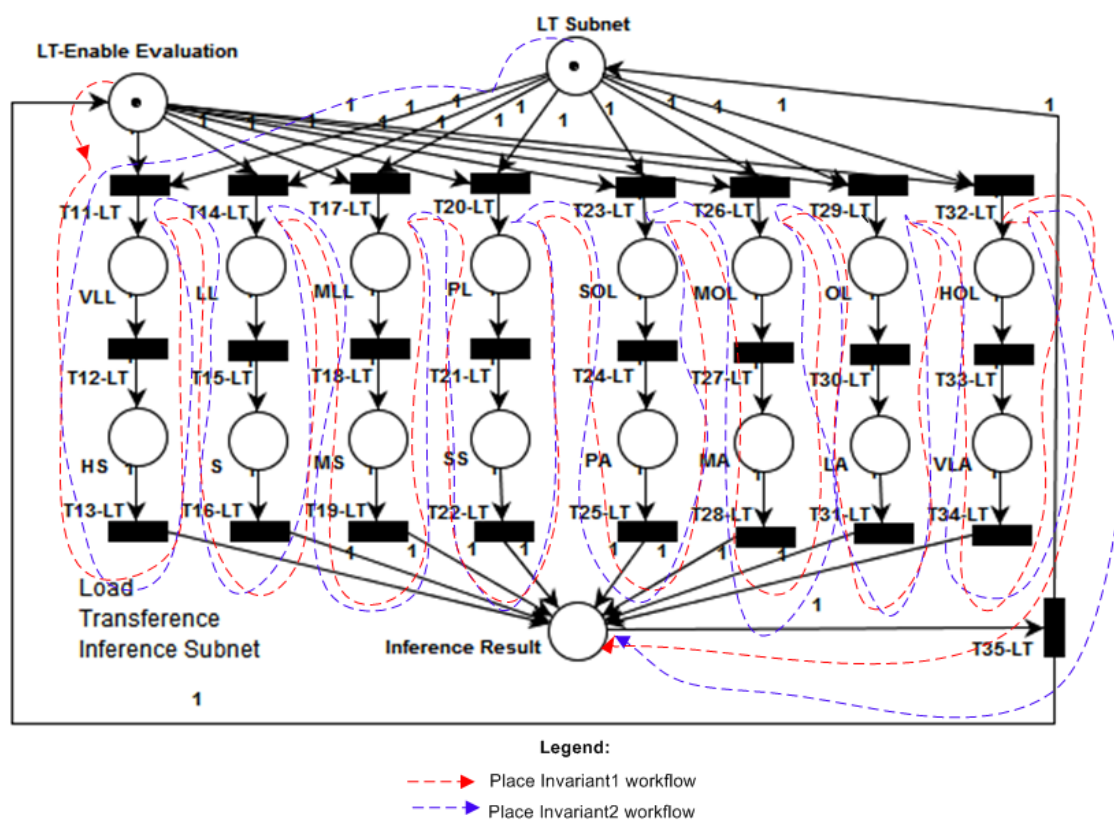 LT Subnet
LT-Enable Evaluation
1 1 1 1 1 1 1 1
1 1 1 1 1 1 1 1
T11-LT T14-LT T17-LT T20-LT T23-LT T26-LT T29-LT T32-LT
VLL LL MLL PL SOL MOL OL HOL
T12-LT T15-LT T18-LT T21-LT T24-LT T27-LT T30-LT T33-LT
HS S MS SS PA MA LA VLA
T13-LT T16-LT T19-LT T22-LT T25-LT T28-LT T31-LT T34-LT
1 1 1 1 1 1 1 1
Load
Transference
Inference Subnet
1
Inference Result
T35-LT
1
Legend:
Place Invariant1 workflow
Place Invariant2 workflow